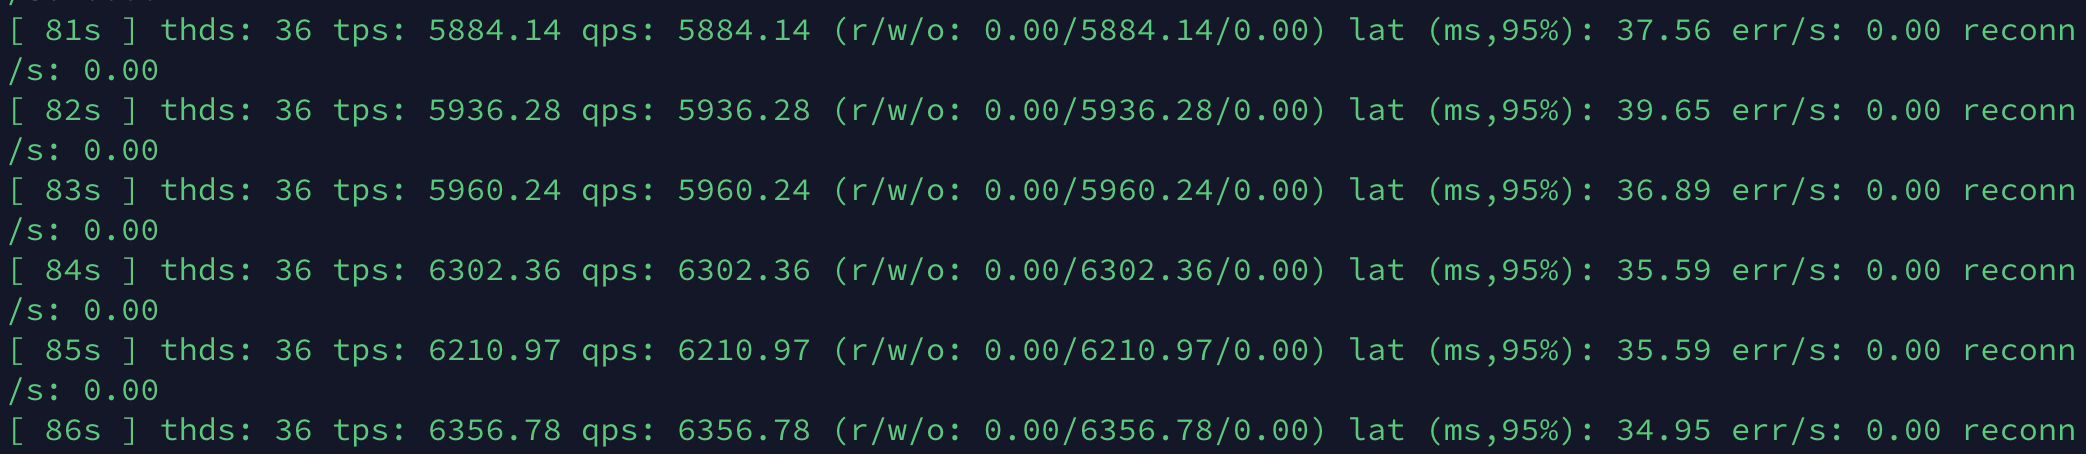 [ 81s ] thds: 36 tps: 5884.14 qps: 5884.14 (r/w/o: 0.00/5884.14/0.00) lat (ms,95%): 37.56 err/s: 0.00 reconn
/s: 0.00
[ 82s ] thds: 36 tps: 5936.28 qps: 5936.28 (r/w/o: 0.00/5936.28/0.00) lat (ms,95%): 39.65 err/s: 0.00 reconn
/s: 0.00
[ 83s ] thds: 36 tps: 5960.24 qps: 5960.24 (r/w/o: 0.00/5960.24/0.00) lat (ms,95%): 36.89 err/s: 0.00 reconn
/s: 0.00
[ 84s ] thds: 36 tps: 6302.36 qps: 6302.36 (r/w/o: 0.00/6302.36/0.00) lat (ms,95%): 35.59 err/s: 0.00 reconn
/s: 0.00
[ 85s ] thds: 36 tps: 6210.97 qps: 6210.97 (r/w/o: 0.00/6210.97/0.00) lat (ms,95%): 35.59 err/s: 0.00 reconn
/s: 0.00
[ 86s ] thds: 36 tps: 6356.78 qps: 6356.78 (r/w/o: 0.00/6356.78/0.00) lat (ms,95%): 34.95 err/s: 0.00 reconn